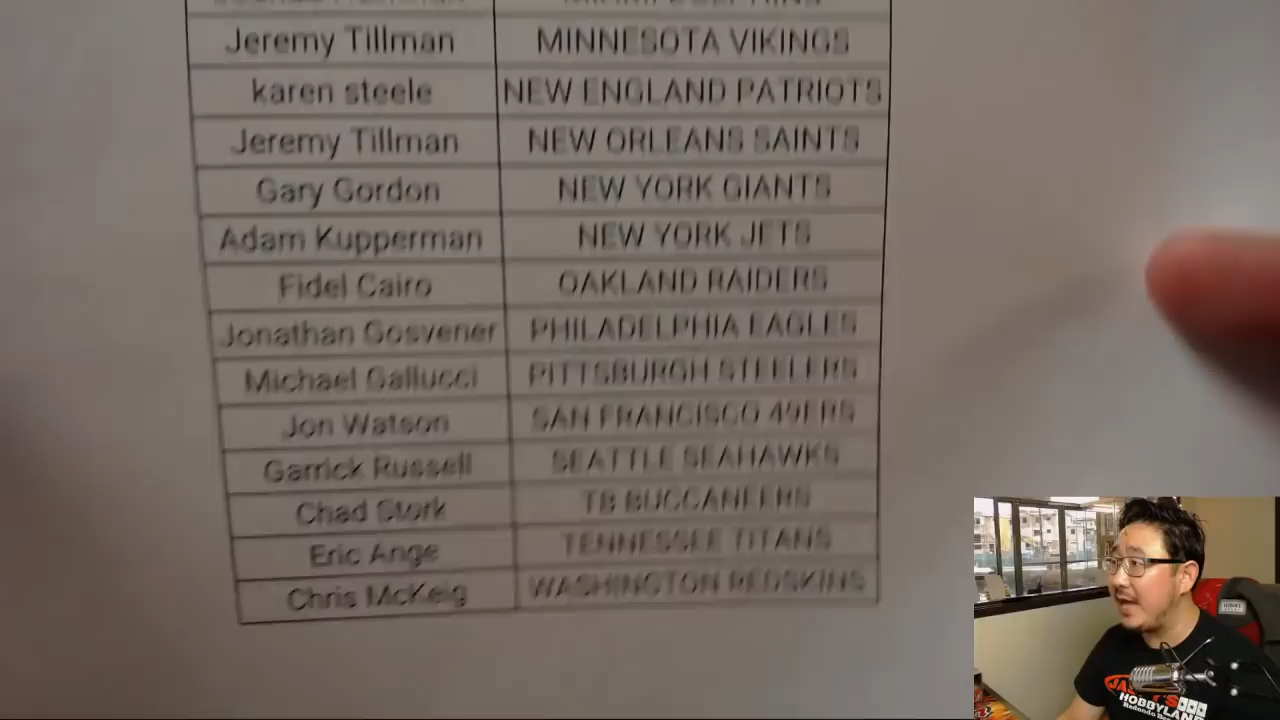 Jeremy Tillman MINNESOTA VIKINGS
karen steele NEW ENGLAND PATRIOTS
Jeremy Tillman NEW ORLEANS SAINTS
Gary Gordon NEW YORK GIANTS
Adam Kupperman NEW YORK JETS
Fidel Cairo OAKLAND RAIDERS
Jonathan Gosvener PHILADELPHIA EAGLES
Michael Gallucci PITTSBURGH STEELERS
Jon Watson SAN FRANCISCO 49ERS
Garrick Russell SEATTLE SEAHAWKS
Chad Stork TB BUCCANEERS
Eric Ange TENNESSEE TITANS
Chris McKeig WASHINGTON REDSKINS
HOBBYLAND